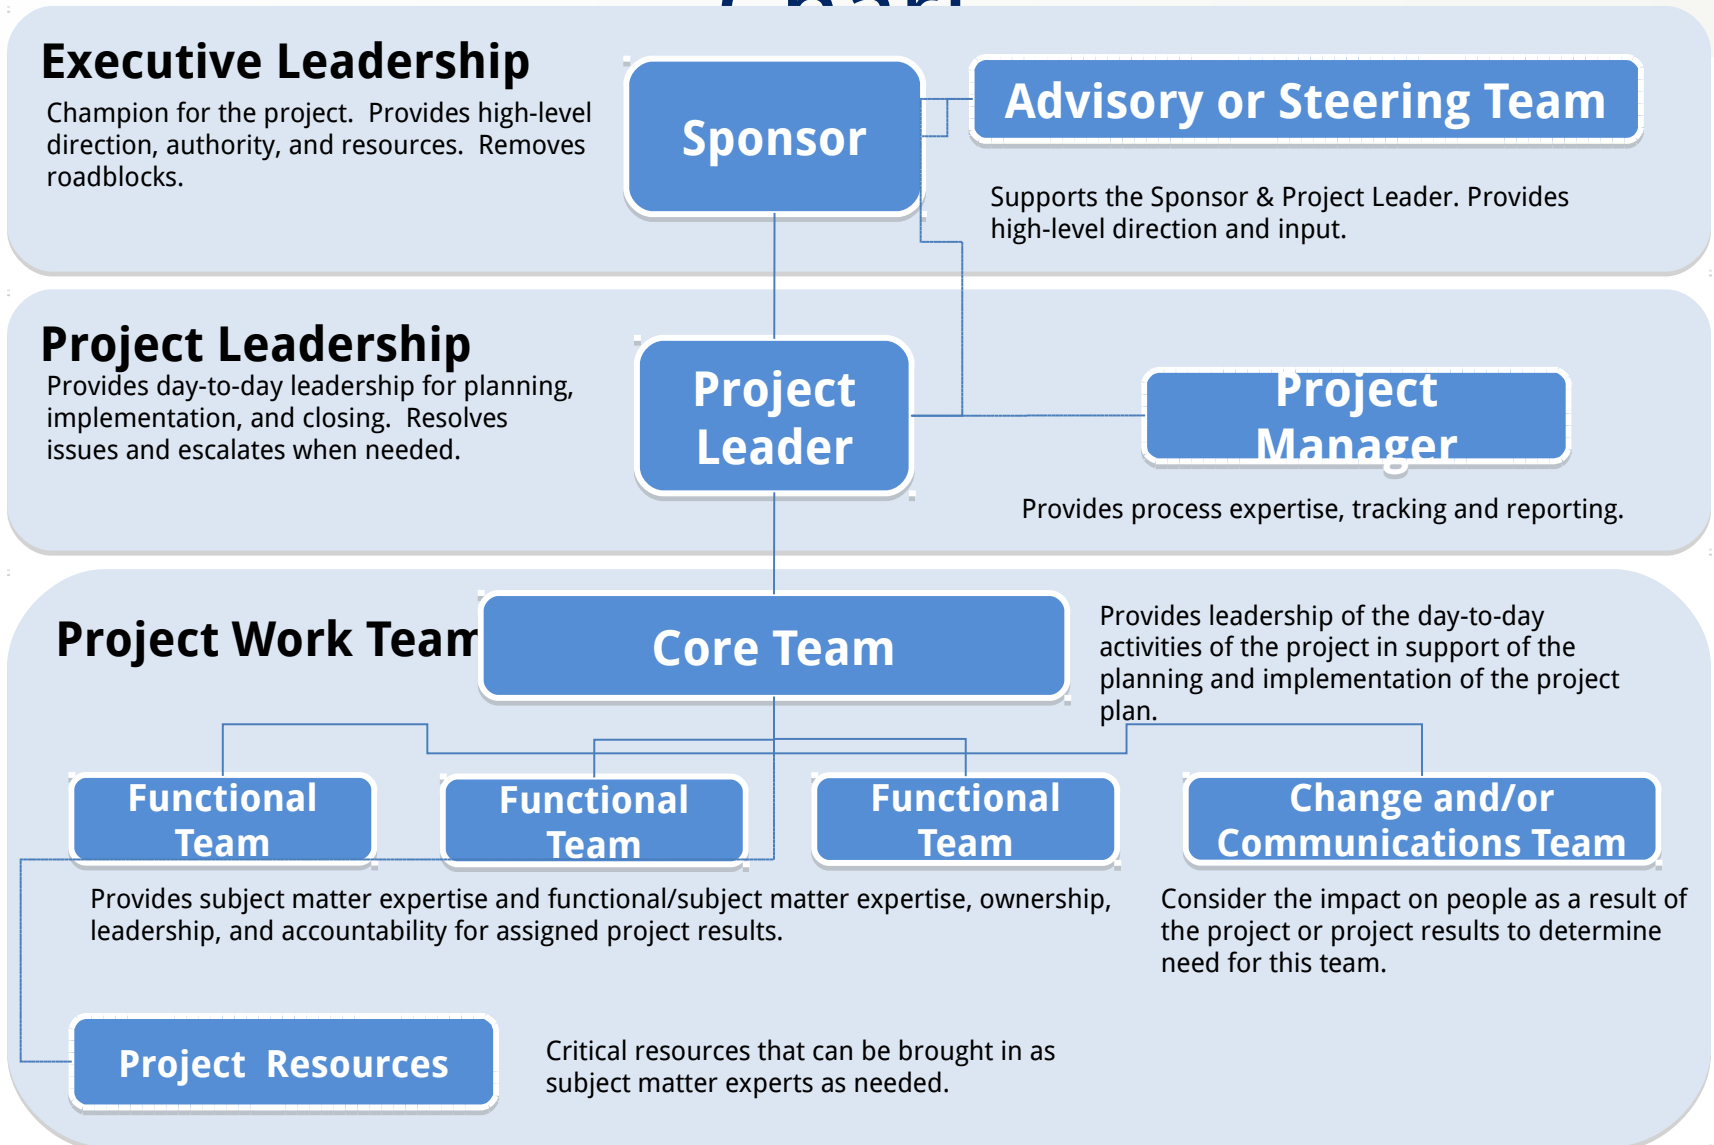 Executive Leadership
Champion for the project.  Provides high-level
direction, authority, and resources.  Removes
roadblocks.
Sponsor
Advisory or Steering Team
Supports the Sponsor & Project Leader. Provides
high-level direction and input.
Project Leadership
Provides day-to-day leadership for planning,
implementation, and closing.  Resolves
issues and escalates when needed.
Project
Leader
Project
Manager
Provides process expertise, tracking and reporting.
Project Work Team
Core Team
Provides leadership of the day-to-day
activities of the project in support of the
planning and implementation of the project
plan.
Functional
Team
Functional
Team
Functional
Team
Change and/or
Communications Team
Provides subject matter expertise and functional/subject matter expertise, ownership,
leadership, and accountability for assigned project results.
Consider the impact on people as a result of
the project or project results to determine
need for this team.
Project  Resources
Critical resources that can be brought in as
subject matter experts as needed.